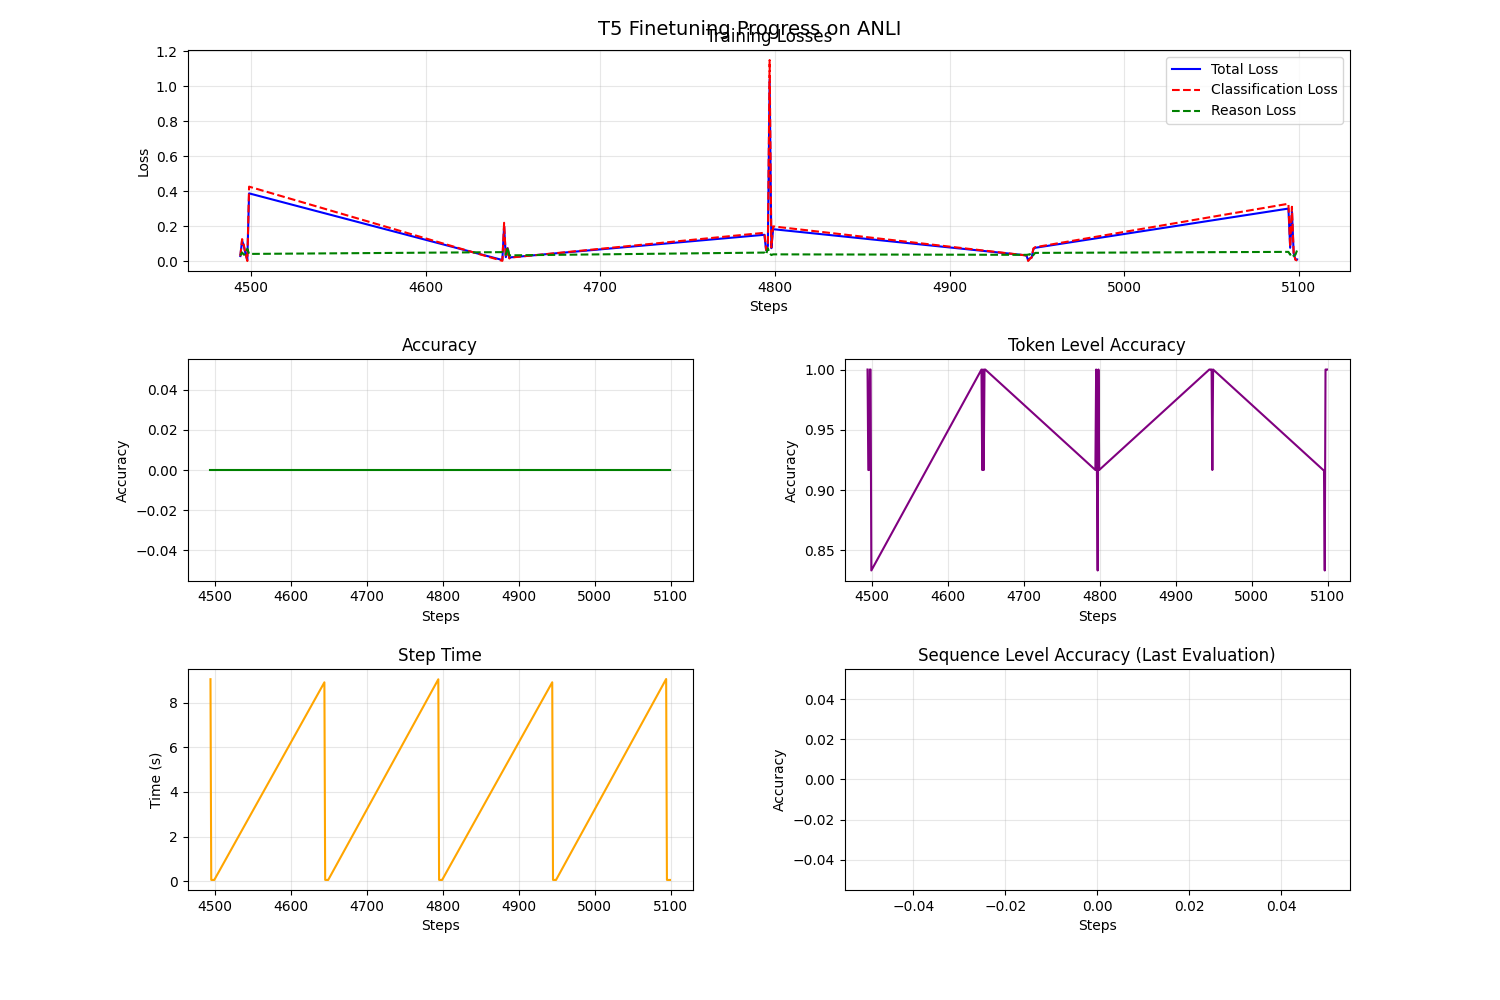 T5 Finetuning Progress on ANLI
Training Losses
1.2
1.0
0.8
0.6
0.4
0.2
0.0
Loss
Total Loss
Classification Loss
Reason Loss
4500 4600 4700 4800 4900 5000 5100
Steps
Accuracy
0.04
0.02
0.00
−0.02
−0.04
Accuracy
4500 4600 4700 4800 4900 5000 5100
Steps
Token Level Accuracy
1.00
0.95
0.90
0.85
Accuracy
4500 4600 4700 4800 4900 5000 5100
Steps
Step Time
8
6
4
2
0
Time (s)
4500 4600 4700 4800 4900 5000 5100
Steps
Sequence Level Accuracy (Last Evaluation)
0.04
0.02
0.00
−0.02
−0.04
Accuracy
−0.04 −0.02 0.00 0.02 0.04
Steps